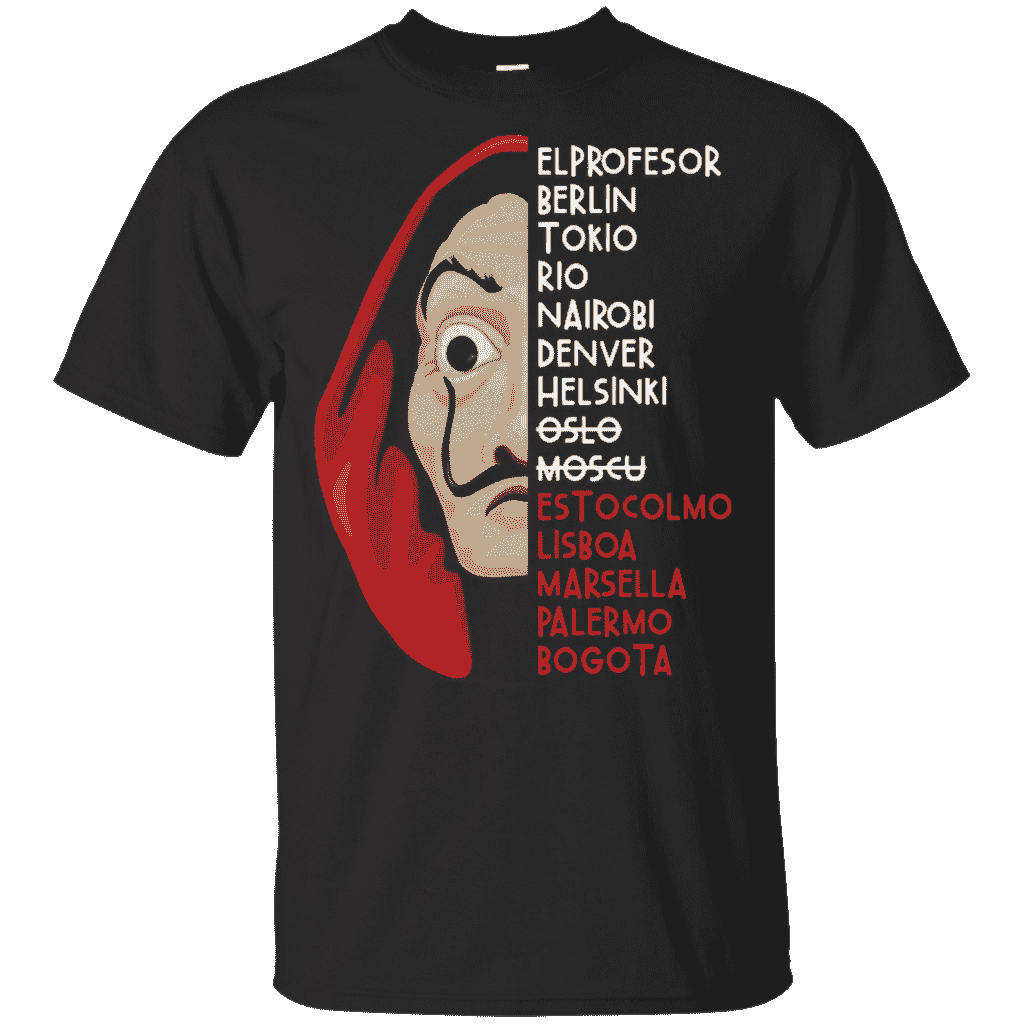 ELPROFESOR
BERLIN
TOKIO
RIO
NAIROBI
DENVER
HELSINKI
OSLO
MOSCU
ESTOCOLMO
LISBOA
MARSELLA
PALERMO
BOGOTA